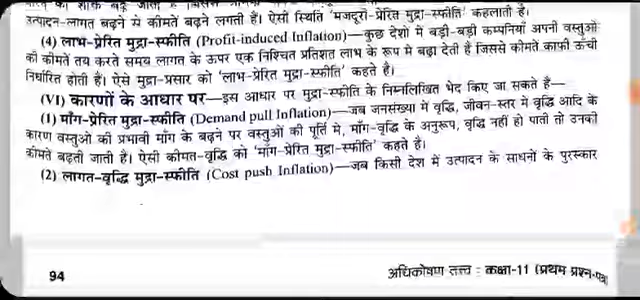 उत्पादन-लागत बढ़ने से कीमतें बढ़ने लगती हैं। ऐसी स्थिति 'मजदूरी-प्रेरित मुद्रा-स्फीति' कहलाती है।
(4) लाभ-प्रेरित मुद्रा-स्फीति (Profit-induced Inflation)—कुछ देशों में बड़ी-बड़ी कम्पनियाँ अपनी वस्तुओं
की कीमतें तय करते समय लागत के ऊपर एक निश्चित प्रतिशत लाभ के रूप में बढ़ा देती हैं जिससे कीमतें काफी ऊँची
निर्धारित होती हैं। ऐसे मुद्रा-प्रसार को 'लाभ-प्रेरित मुद्रा-स्फीति' कहते हैं।
(VI) कारणों के आधार पर—इस आधार पर मुद्रा-स्फीति के निम्नलिखित भेद किए जा सकते है—
(1) माँग-प्रेरित मुद्रा-स्फीति (Demand pull Inflation)—जब जनसंख्या में वृद्धि, जीवन-स्तर में वृद्धि आदि के
कारण वस्तुओं की प्रभावी माँग के बढ़ने पर वस्तुओं की पूर्ति में, माँग-वृद्धि के अनुरूप, वृद्धि नहीं हो पाती तो उनकी
कीमतें बढ़ती जाती हैं। ऐसी कीमत-वृद्धि को 'माँग-प्रेरित मुद्रा-स्फीति' कहते हैं।
(2) लागत-वृद्धि मुद्रा-स्फीति (Cost push Inflation)—जब किसी देश में उत्पादन के साधनों के पुरस्कार
94
अधिकोषण तत्त्व : कक्षा-11 (प्रथम प्रश्न-पत्र